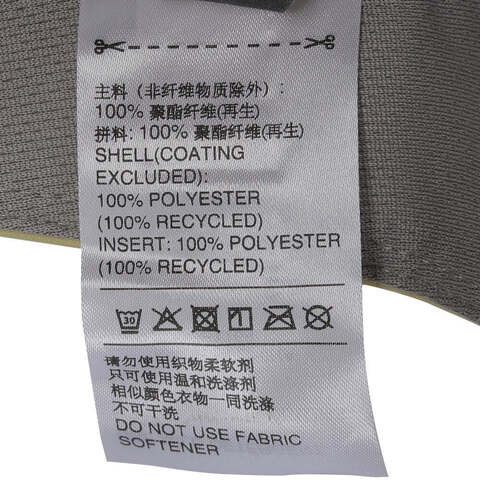 主料（非纤维物质除外）:
100% 聚酯纤维(再生)
拼料: 100% 聚酯纤维(再生)
SHELL(COATING
EXCLUDED):
100% POLYESTER
(100% RECYCLED)
INSERT: 100% POLYESTER
(100% RECYCLED)
30
请勿使用织物柔软剂
只可使用温和洗涤剂
相似颜色衣物一同洗涤
不可干洗
DO NOT USE FABRIC
SOFTENER